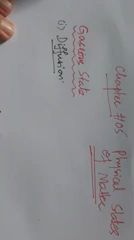 Chapter #05 Physical States
of Matter
Gaseous State
(i) Diffusion: